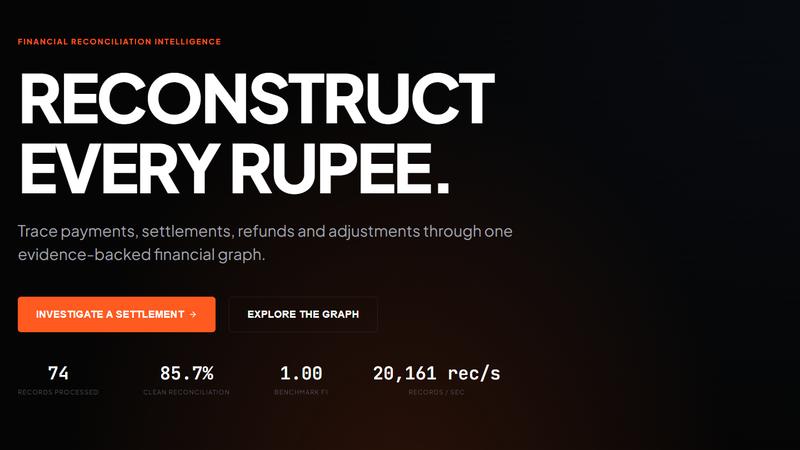 FINANCIAL RECONCILIATION INTELLIGENCE
RECONSTRUCT
EVERY RUPEE.
Trace payments, settlements, refunds and adjustments through one
evidence-backed financial graph.
INVESTIGATE A SETTLEMENT →
EXPLORE THE GRAPH
74
RECORDS PROCESSED
85.7%
CLEAN RECONCILIATION
1.00
BENCHMARK F1
20,161 rec/s
RECORDS / SEC